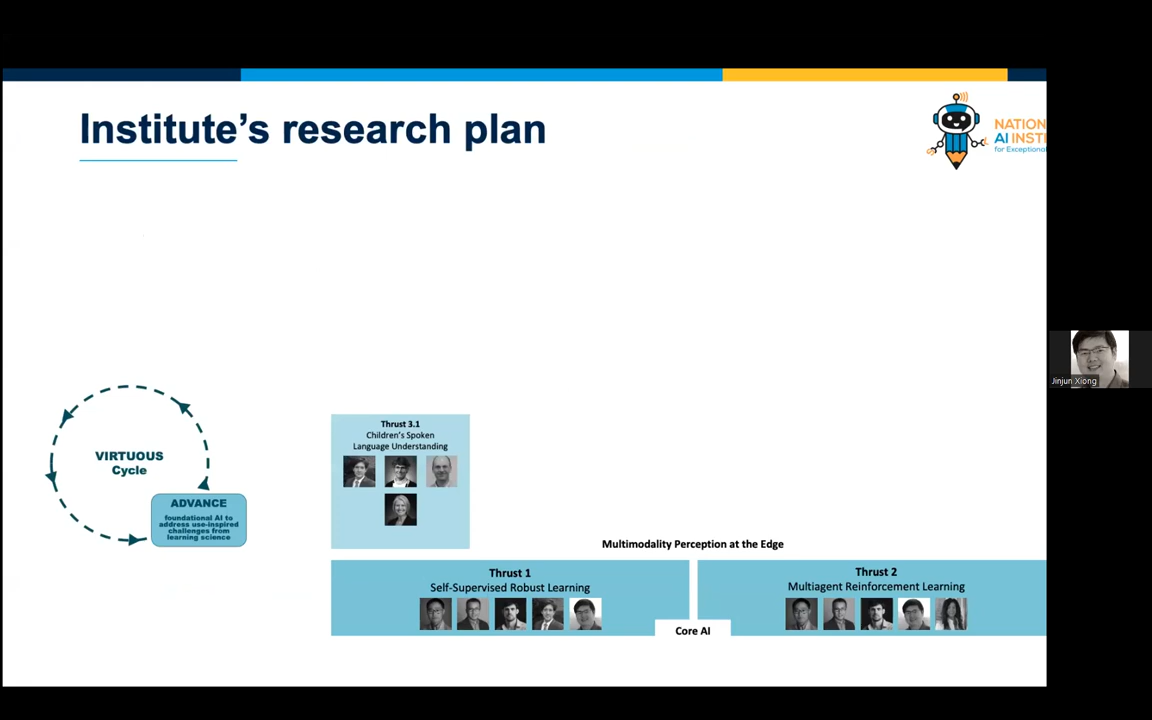 Institute's research plan
NATION
AI INSTI
for Exceptional
VIRTUOUS
Cycle
ADVANCE
foundational AI to
address use-inspired
challenges from
learning science
Thrust 3.1
Children's Spoken
Language Understanding
Multimodality Perception at the Edge
Thrust 1
Self-Supervised Robust Learning
Thrust 2
Multiagent Reinforcement Learning
Core AI
Jinjun Xiong